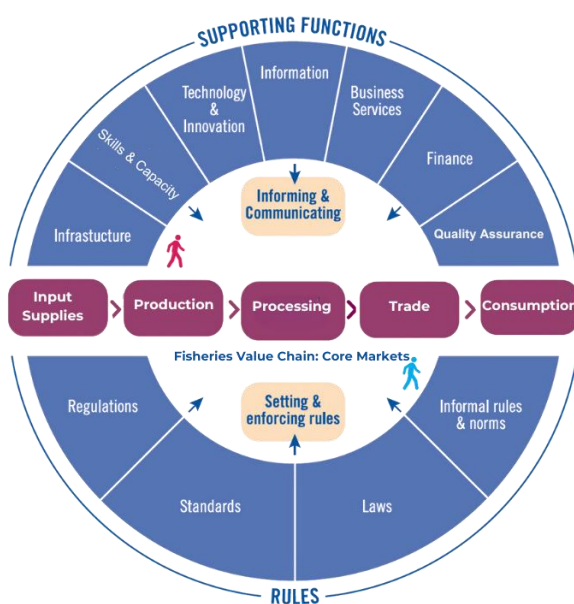 SUPPORTING FUNCTIONS
Infrastucture
Skills & Capacity
Technology
&
Innovation
Information
Business
Services
Finance
Quality Assurance
Informing &
Communicating
Input
Supplies
Production
Processing
Trade
Consumption
Fisheries Value Chain: Core Markets
Setting &
enforcing rules
Regulations
Standards
Laws
Informal rules
& norms
RULES